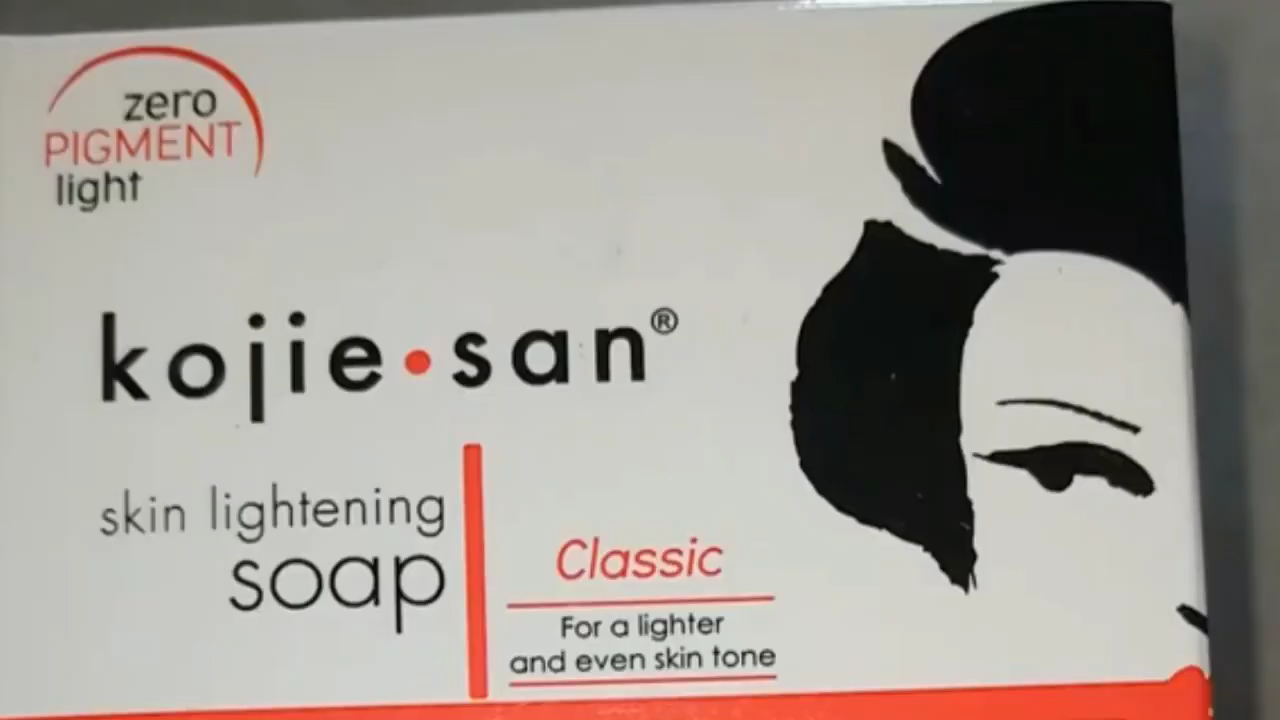 zero
PIGMENT
light
kojie•san®
skin lightening
soap
Classic
For a lighter
and even skin tone